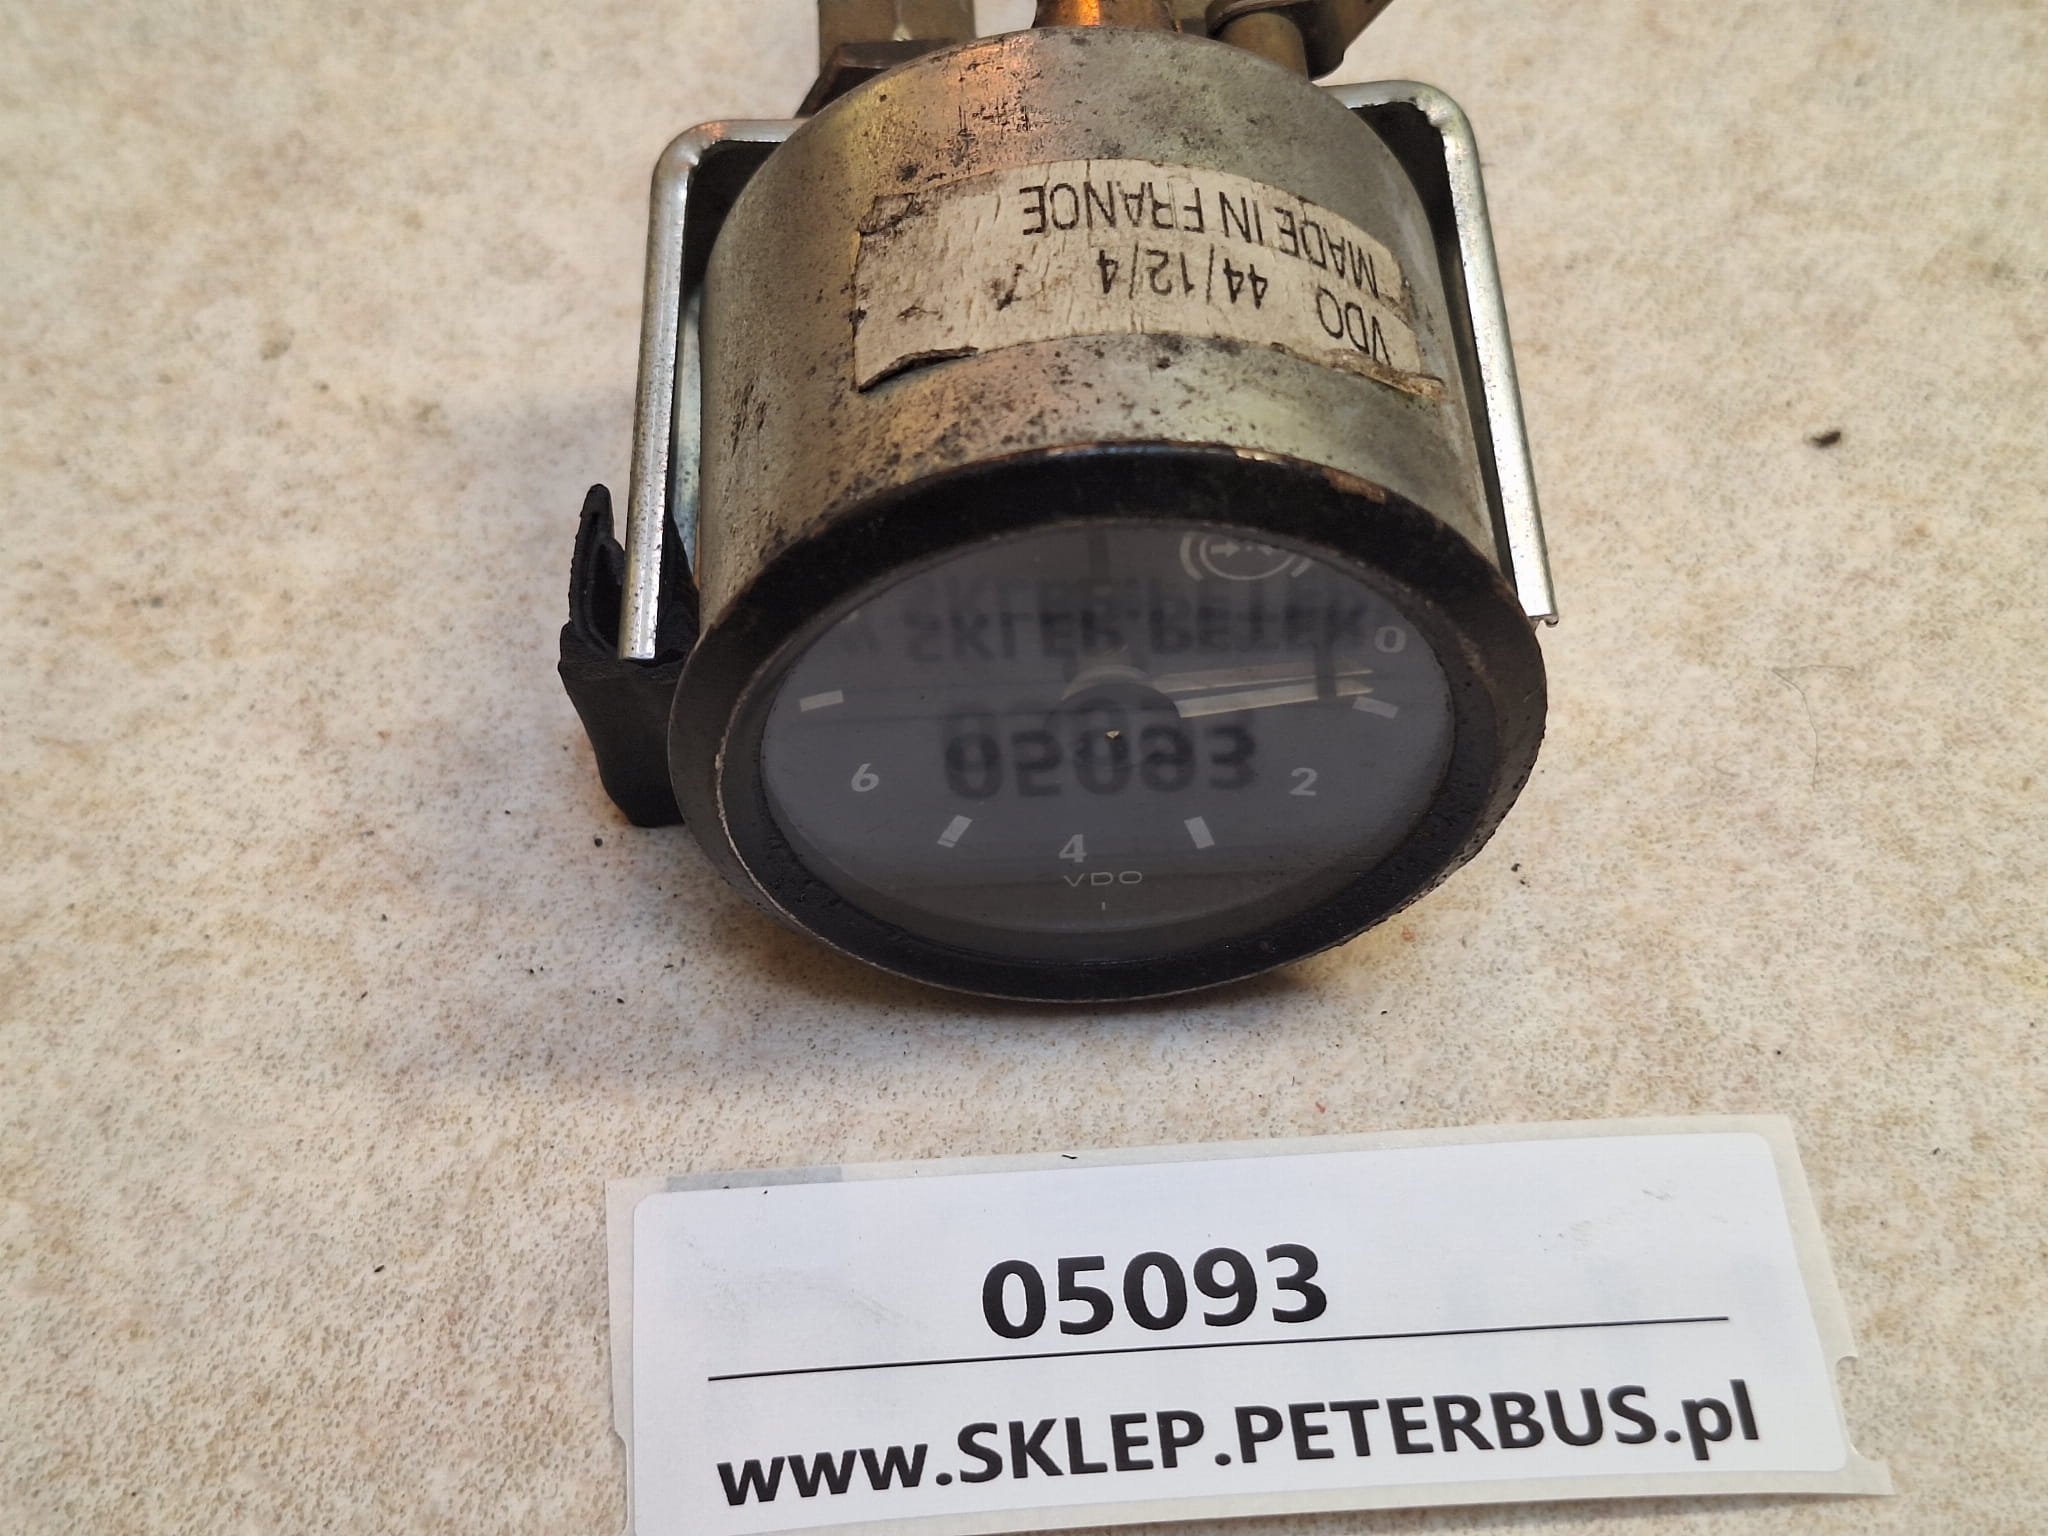 VDO 44/12/4
MADE IN FRANCE
0
2
4
6
VDO
05093
www.SKLEP.PETERBUS.pl